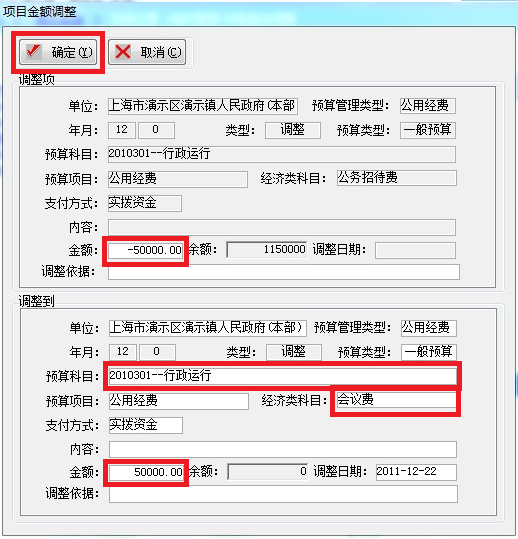 项目金额调整
确定(Y) 取消(C)
调整项
单位： 上海市演示区演示镇人民政府(本部 预算管理类型： 公用经费
年月： 12 0 类型： 调整 预算类型： 一般预算
预算科目： 2010301--行政运行
预算项目： 公用经费 经济类科目： 公务招待费
支付方式： 实拨资金
内容：
金额： -50000.00 余额： 1150000 调整日期：
调整依据：
调整到
单位： 上海市演示区演示镇人民政府(本部) 预算管理类型： 公用经费
年月： 12 0 类型： 调整 预算类型： 一般预算
预算科目： 2010301--行政运行
预算项目： 公用经费 经济类科目： 会议费
支付方式： 实拨资金
内容：
金额： 50000.00 余额： 0 调整日期： 2011-12-22
调整依据：